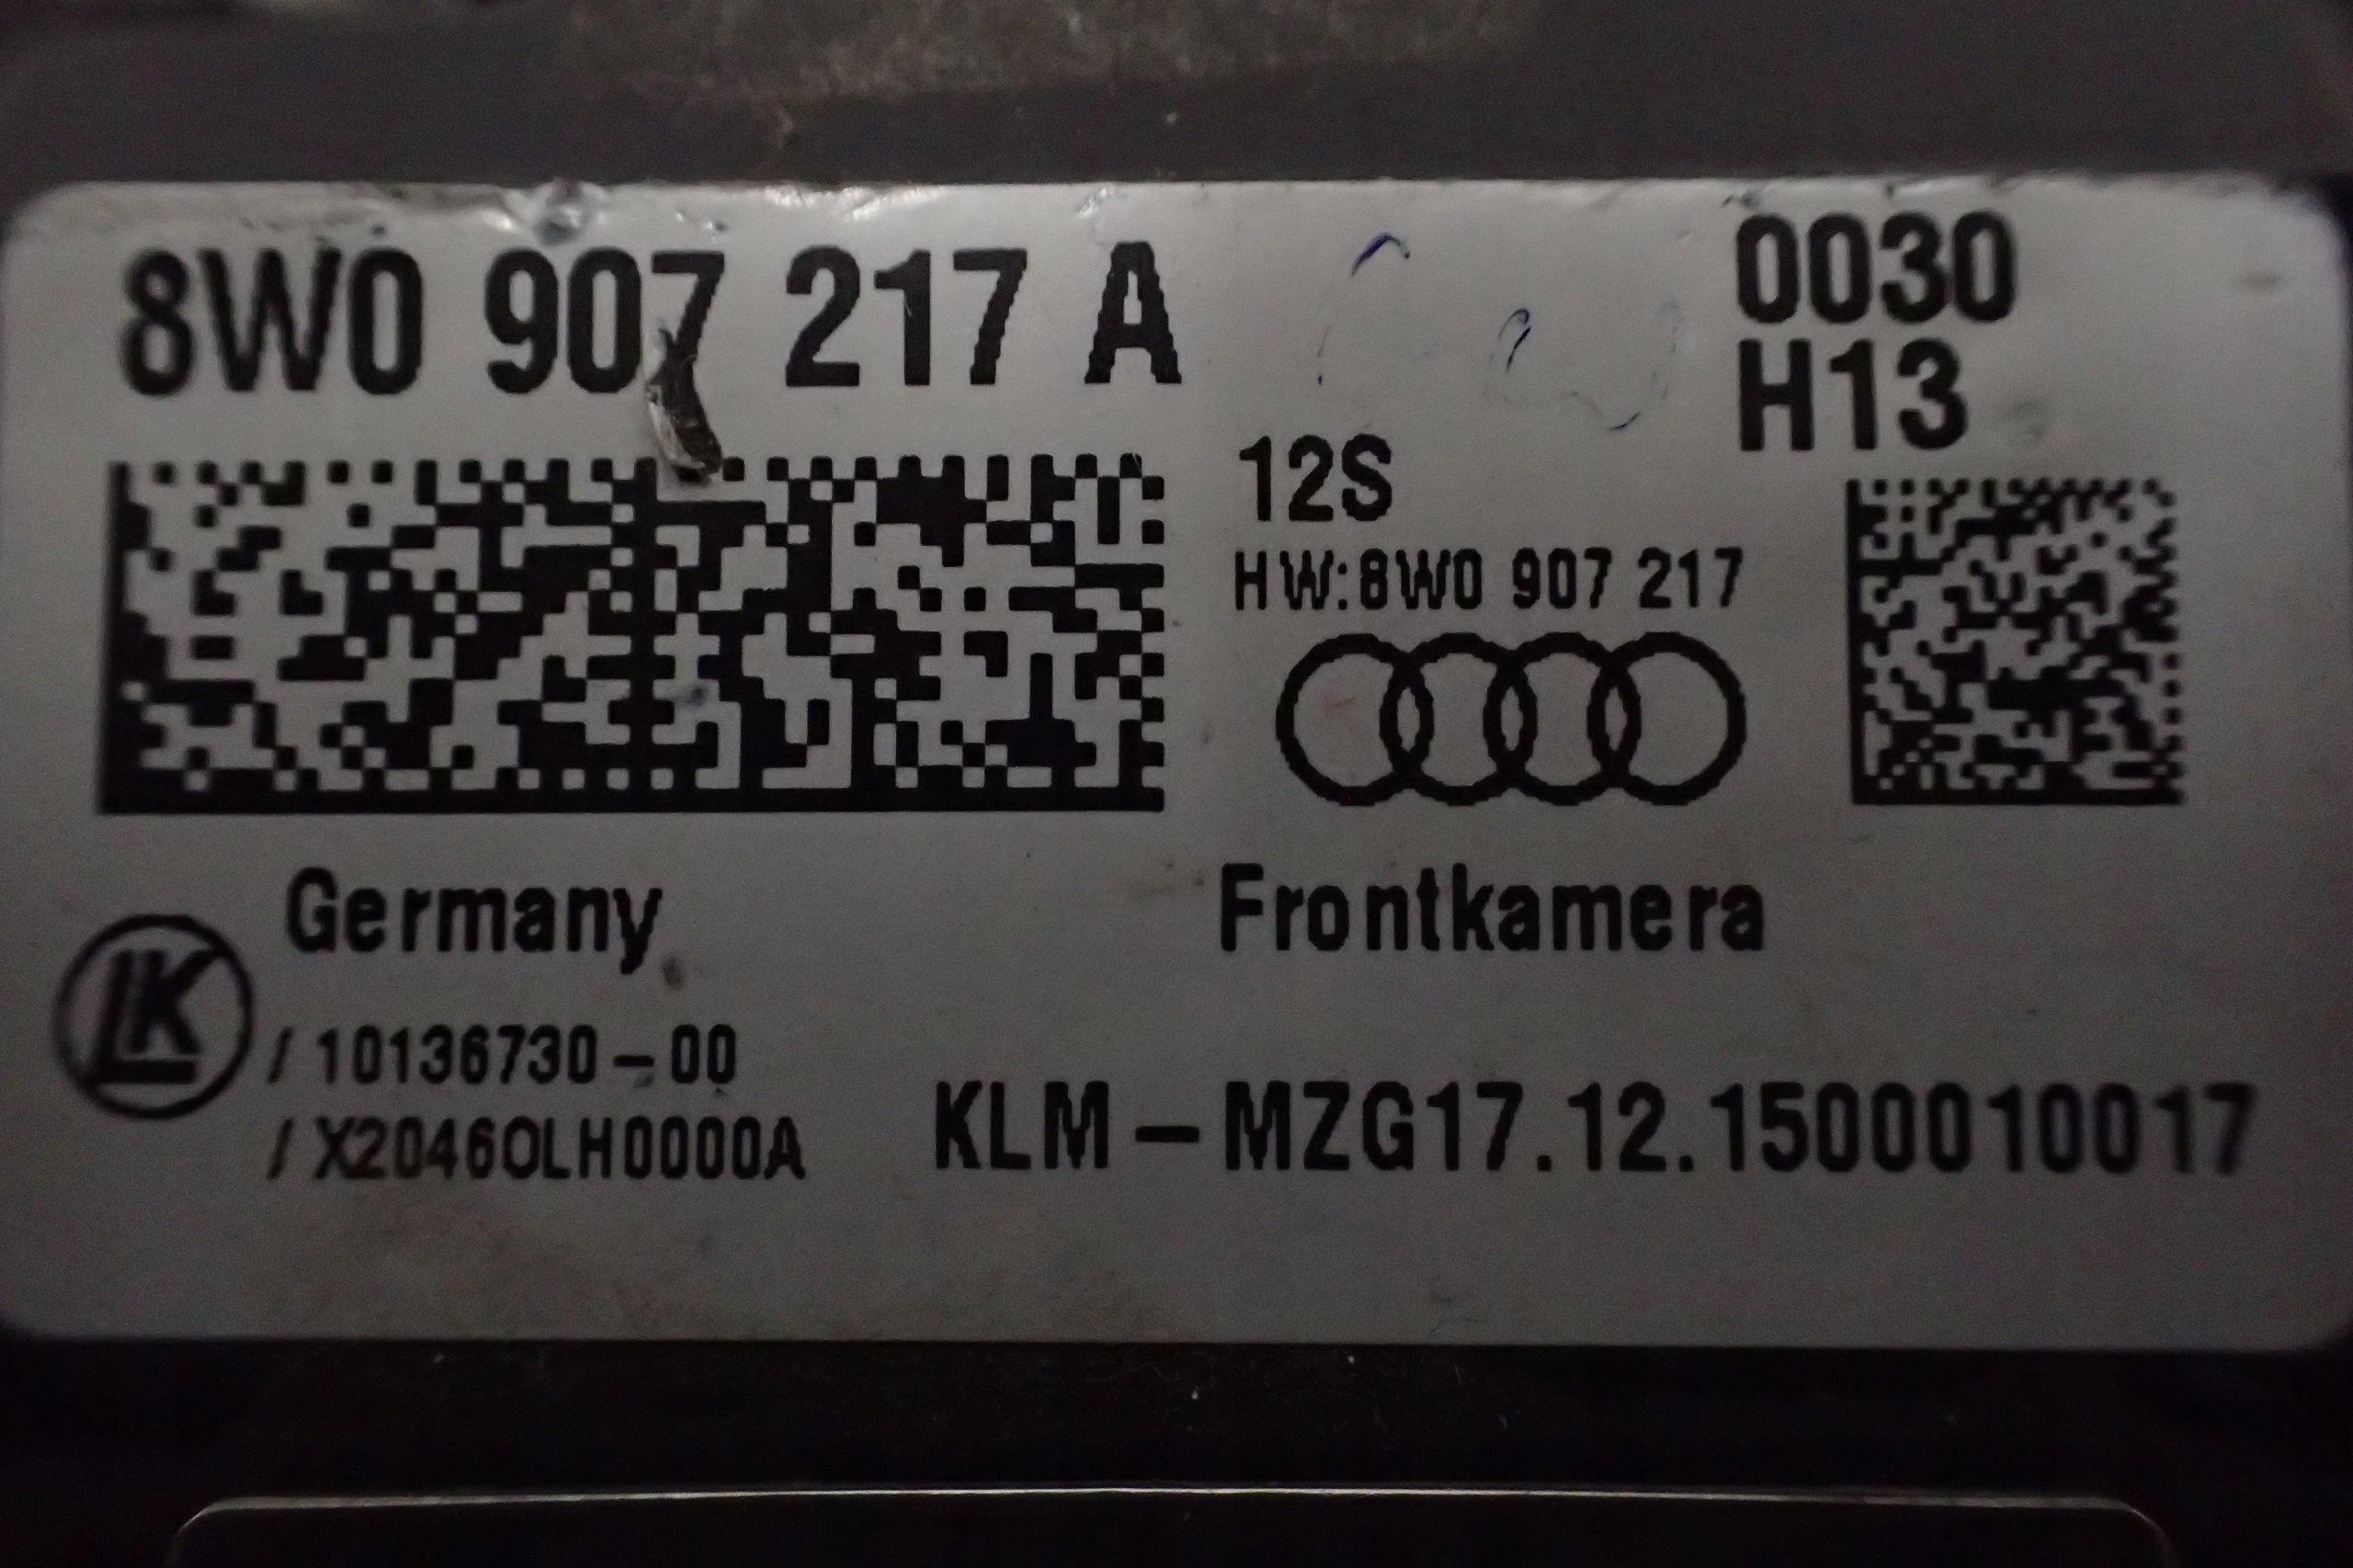 8W0 907 217 A
0030
H13
12S
HW:8W0 907 217
Germany
Frontkamera
LK
/ 10136730-00
/ X2046OLH0000A
KLM-MZG17.12.1500010017